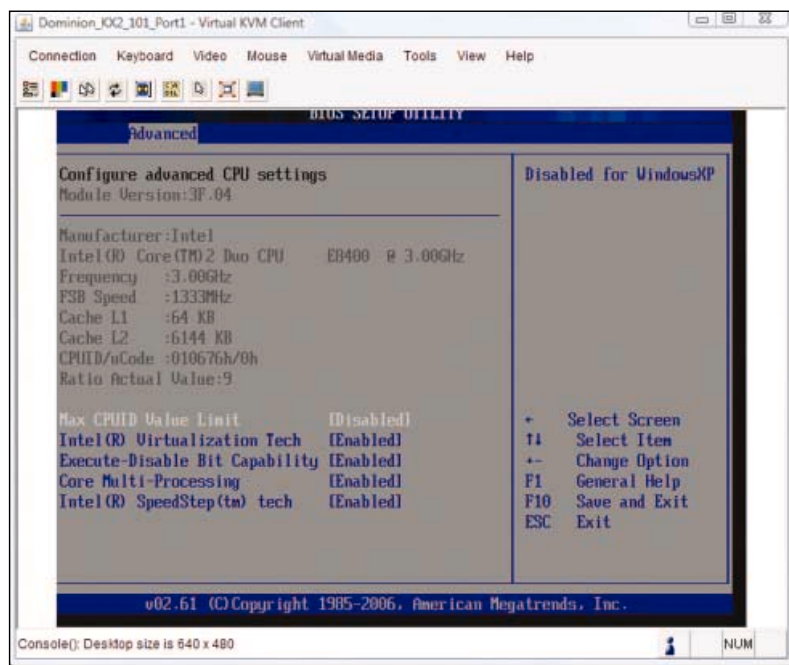 Dominion_KX2_101_Port1 - Virtual KVM Client
Connection Keyboard Video Mouse Virtual Media Tools View Help
BIOS SETUP UTILITY
Advanced
Configure advanced CPU settings
Module Version:3F.04
Manufacturer:Intel
Intel(R) Core(TM)2 Duo CPU E8400 @ 3.00GHz
Frequency :3.00GHz
FSB Speed :1333MHz
Cache L1 :64 KB
Cache L2 :6144 KB
CPUID/uCode :010676h/0h
Ratio Actual Value:9
Max CPUID Value Limit [Disabled]
Intel(R) Virtualization Tech [Enabled]
Execute-Disable Bit Capability [Enabled]
Core Multi-Processing [Enabled]
Intel(R) SpeedStep(tm) tech [Enabled]
Disabled for WindowsXP
← Select Screen
↑↓ Select Item
+- Change Option
F1 General Help
F10 Save and Exit
ESC Exit
v02.61 (C)Copyright 1985-2006, American Megatrends, Inc.
Console(): Desktop size is 640 x 480
NUM